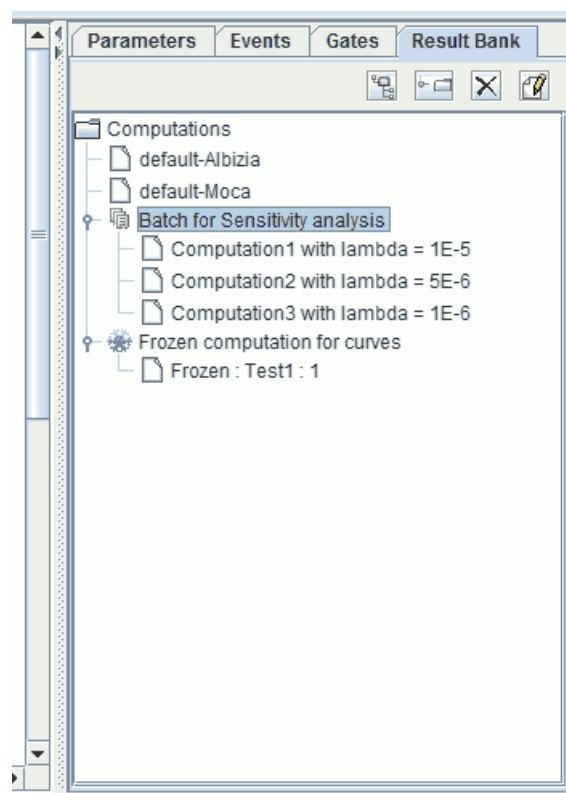 Parameters Events Gates Result Bank
Computations
default-Albizia
default-Moca
Batch for Sensitivity analysis
Computation1 with lambda = 1E-5
Computation2 with lambda = 5E-6
Computation3 with lambda = 1E-6
Frozen computation for curves
Frozen : Test1 : 1